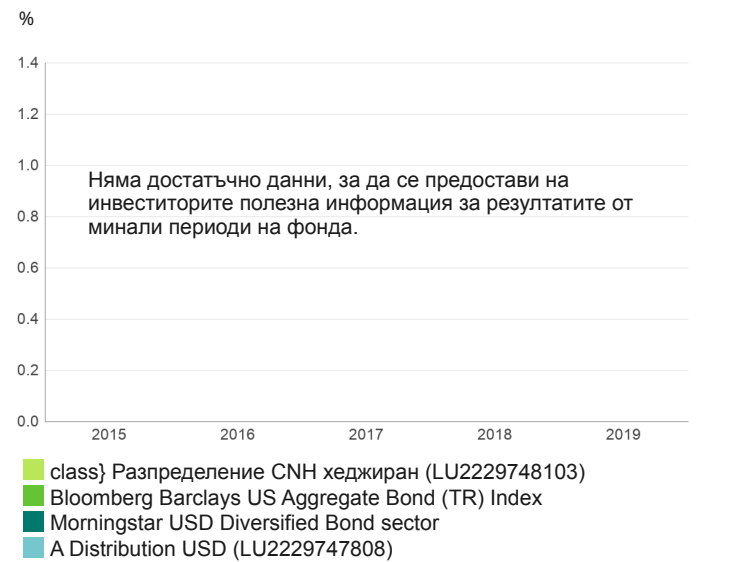 %
1.4
1.2
1.0
Няма достатъчно данни, за да се предостави на
инвеститорите полезна информация за резултатите от
минали периоди на фонда.
0.8
0.6
0.4
0.2
0.0
2015 2016 2017 2018 2019
class} Разпределение CNH хеджиран (LU2229748103)
Bloomberg Barclays US Aggregate Bond (TR) Index
Morningstar USD Diversified Bond sector
A Distribution USD (LU2229747808)